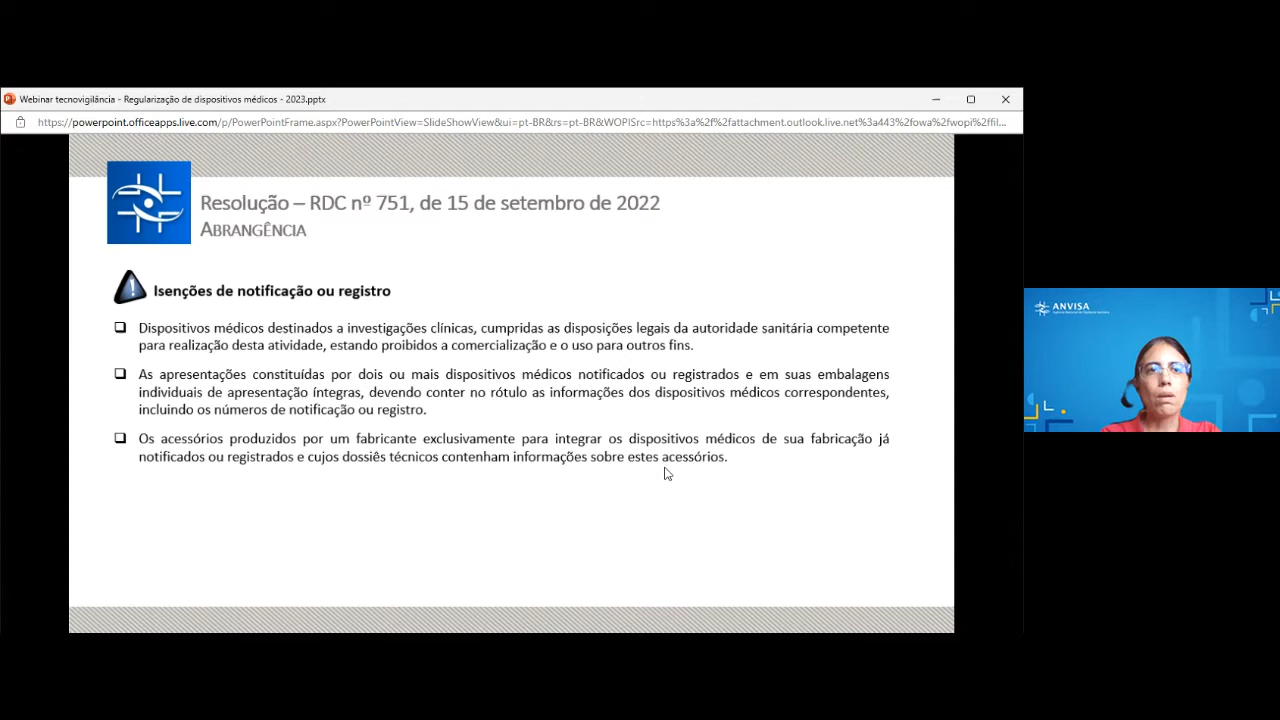 Webinar tecnovigilância - Regularização de dispositivos médicos - 2023.pptx
https://powerpoint.officeapps.live.com/p/PowerPointFrame.aspx?PowerPointView=SlideShowView&ui=pt-BR&rs=pt-BR&WOPISrc=https%3a%2f%2fattachment.outlook.live.net%3a443%2fowa%2fwopi%2ffil...
Resolução – RDC nº 751, de 15 de setembro de 2022
ABRANGÊNCIA
Isenções de notificação ou registro
Dispositivos médicos destinados a investigações clínicas, cumpridas as disposições legais da autoridade sanitária competente
para realização desta atividade, estando proibidos a comercialização e o uso para outros fins.
As apresentações constituídas por dois ou mais dispositivos médicos notificados ou registrados e em suas embalagens
individuais de apresentação íntegras, devendo conter no rótulo as informações dos dispositivos médicos correspondentes,
incluindo os números de notificação ou registro.
Os acessórios produzidos por um fabricante exclusivamente para integrar os dispositivos médicos de sua fabricação já
notificados ou registrados e cujos dossiês técnicos contenham informações sobre estes acessórios.
ANVISA